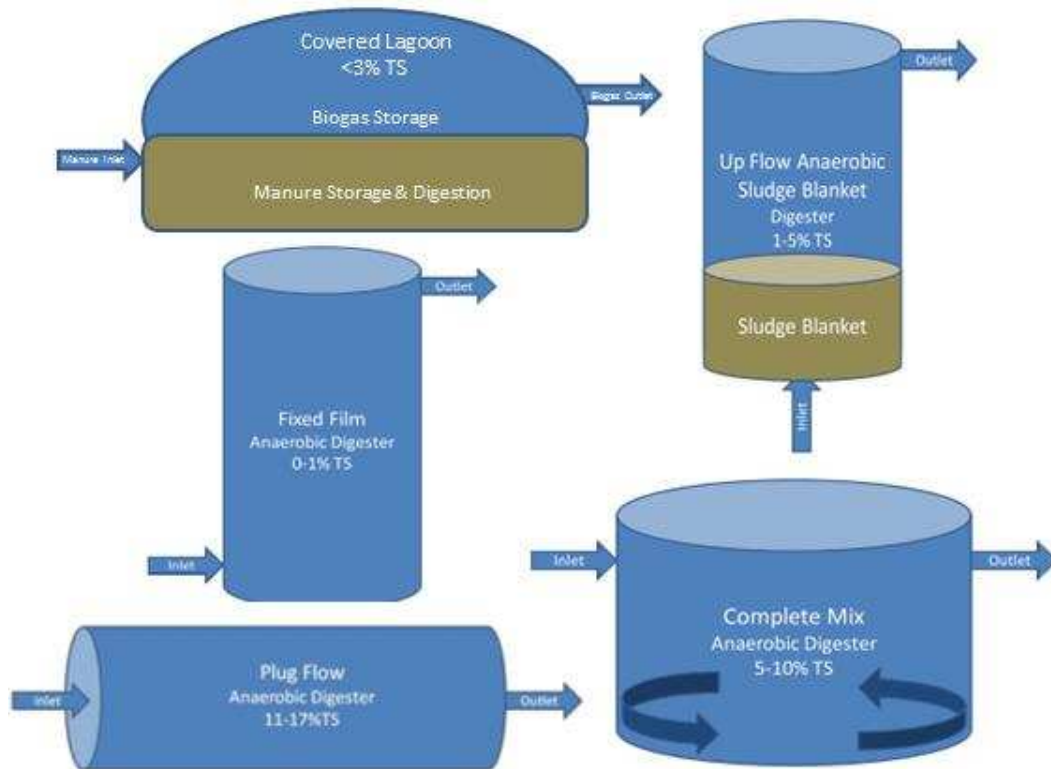 Covered Lagoon
<3% TS
Biogas Storage
Biogas Outlet
Manure Inlet
Manure Storage & Digestion
Outlet
Up Flow Anaerobic
Sludge Blanket
Digester
1-5% TS
Sludge Blanket
Inlet
Outlet
Fixed Film
Anaerobic Digester
0-1% TS
Inlet
Inlet
Outlet
Complete Mix
Anaerobic Digester
5-10% TS
Plug Flow
Anaerobic Digester
11-17%TS
Inlet
Outlet